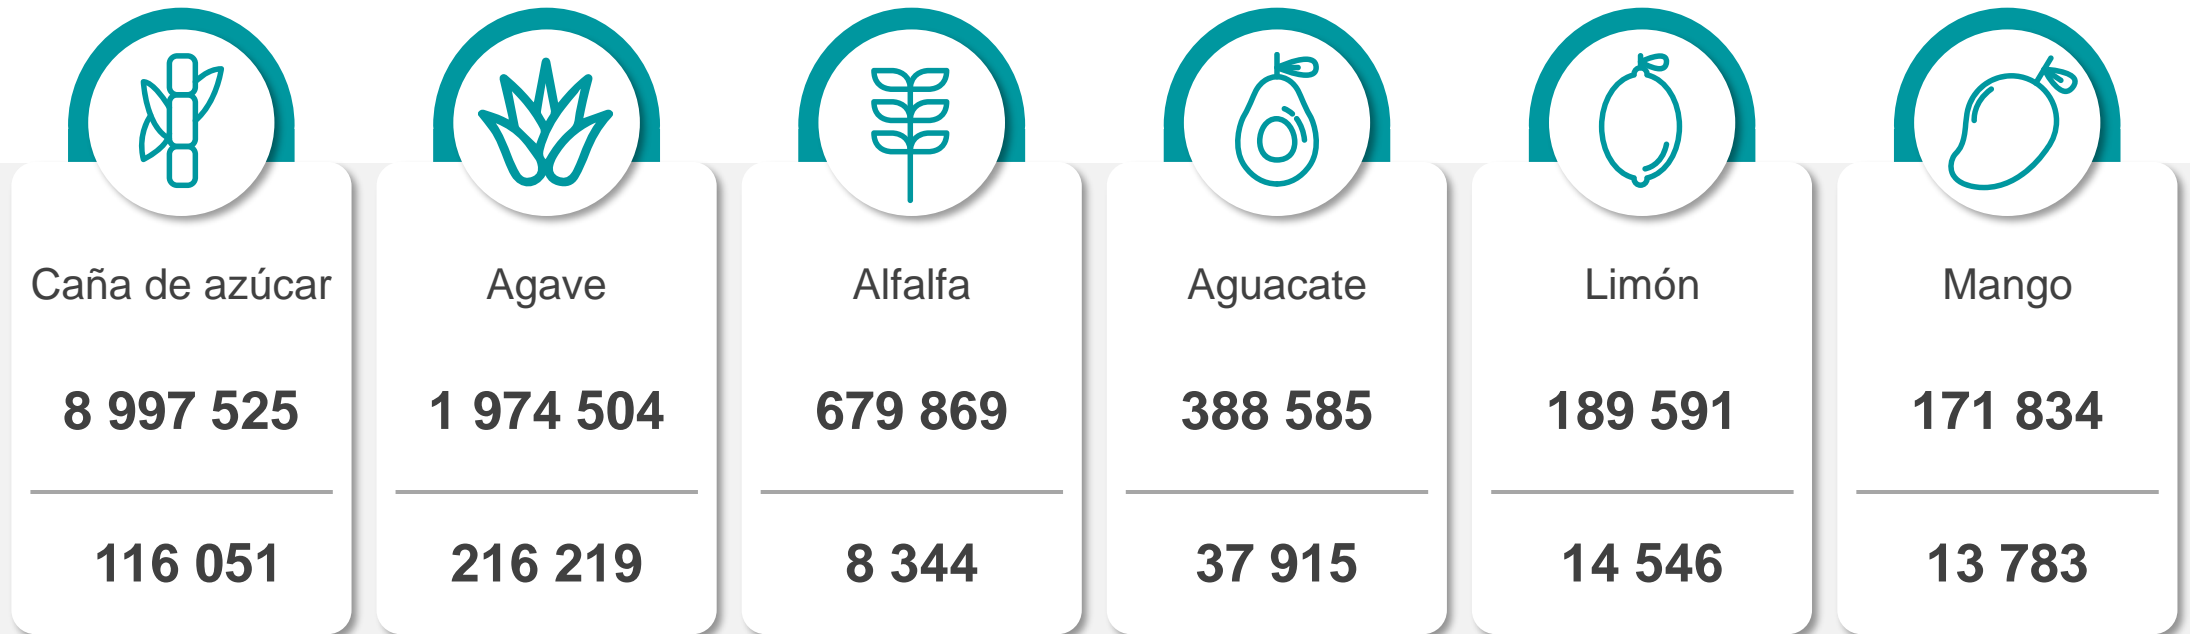 Caña de azúcar
8 997 525
116 051
Agave
1 974 504
216 219
Alfalfa
679 869
8 344
Aguacate
388 585
37 915
Limón
189 591
14 546
Mango
171 834
13 783